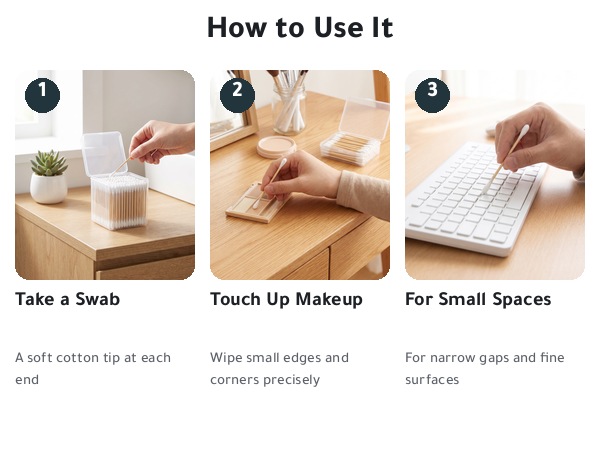 How to Use It
1
2
3
Take a Swab
Touch Up Makeup
For Small Spaces
A soft cotton tip at each
end
Wipe small edges and
corners precisely
For narrow gaps and fine
surfaces